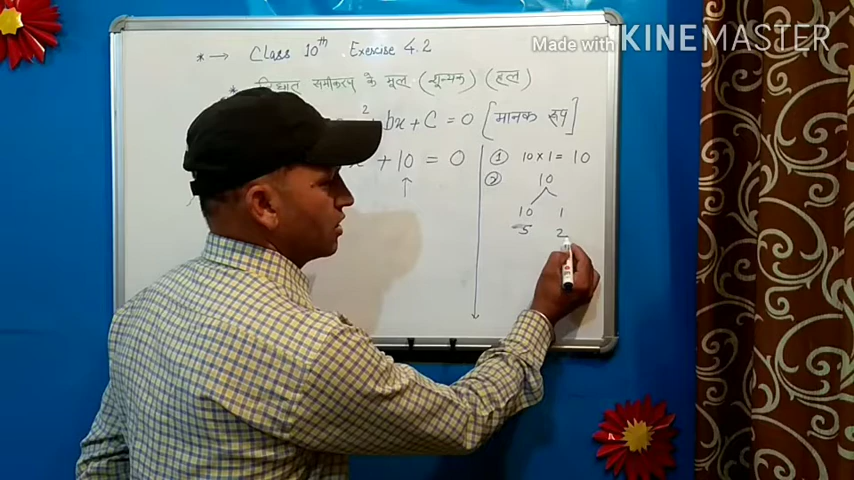 Made with KINEMASTER
* → Class 10th Exercise 4.2
* समीकरण के मूल (शून्यक) (हल)
2 bx + c = 0 [मानक रूप]
+ 10 = 0
↑
① 10 x 1 = 10
② 10
10 1
5 2